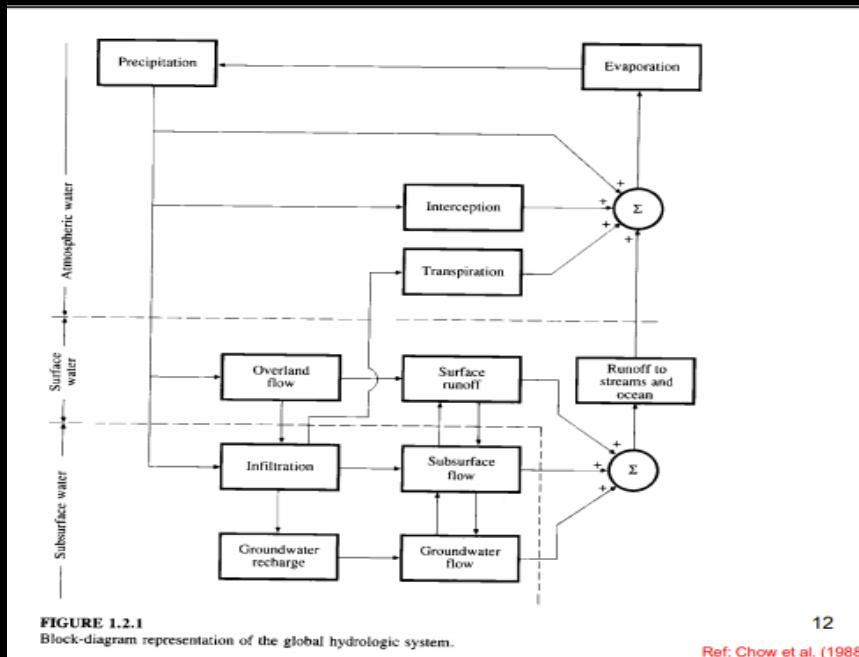 Precipitation
Evaporation
Atmospheric water
+
Interception
+
Σ
+
+
Transpiration
Surface
water
Overland
flow
Surface
runoff
Runoff to
streams and
ocean
Subsurface water
+
Infiltration
Subsurface
flow
+
Σ
+
Groundwater
recharge
Groundwater
flow
FIGURE 1.2.1
Block-diagram representation of the global hydrologic system.
12
Ref: Chow et al. (1988